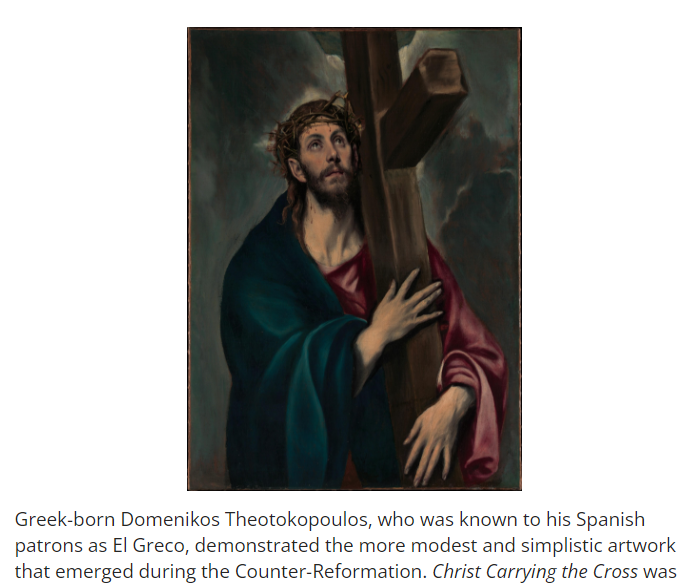 Greek-born Domenikos Theotokopoulos, who was known to his Spanish
patrons as El Greco, demonstrated the more modest and simplistic artwork
that emerged during the Counter-Reformation. Christ Carrying the Cross was